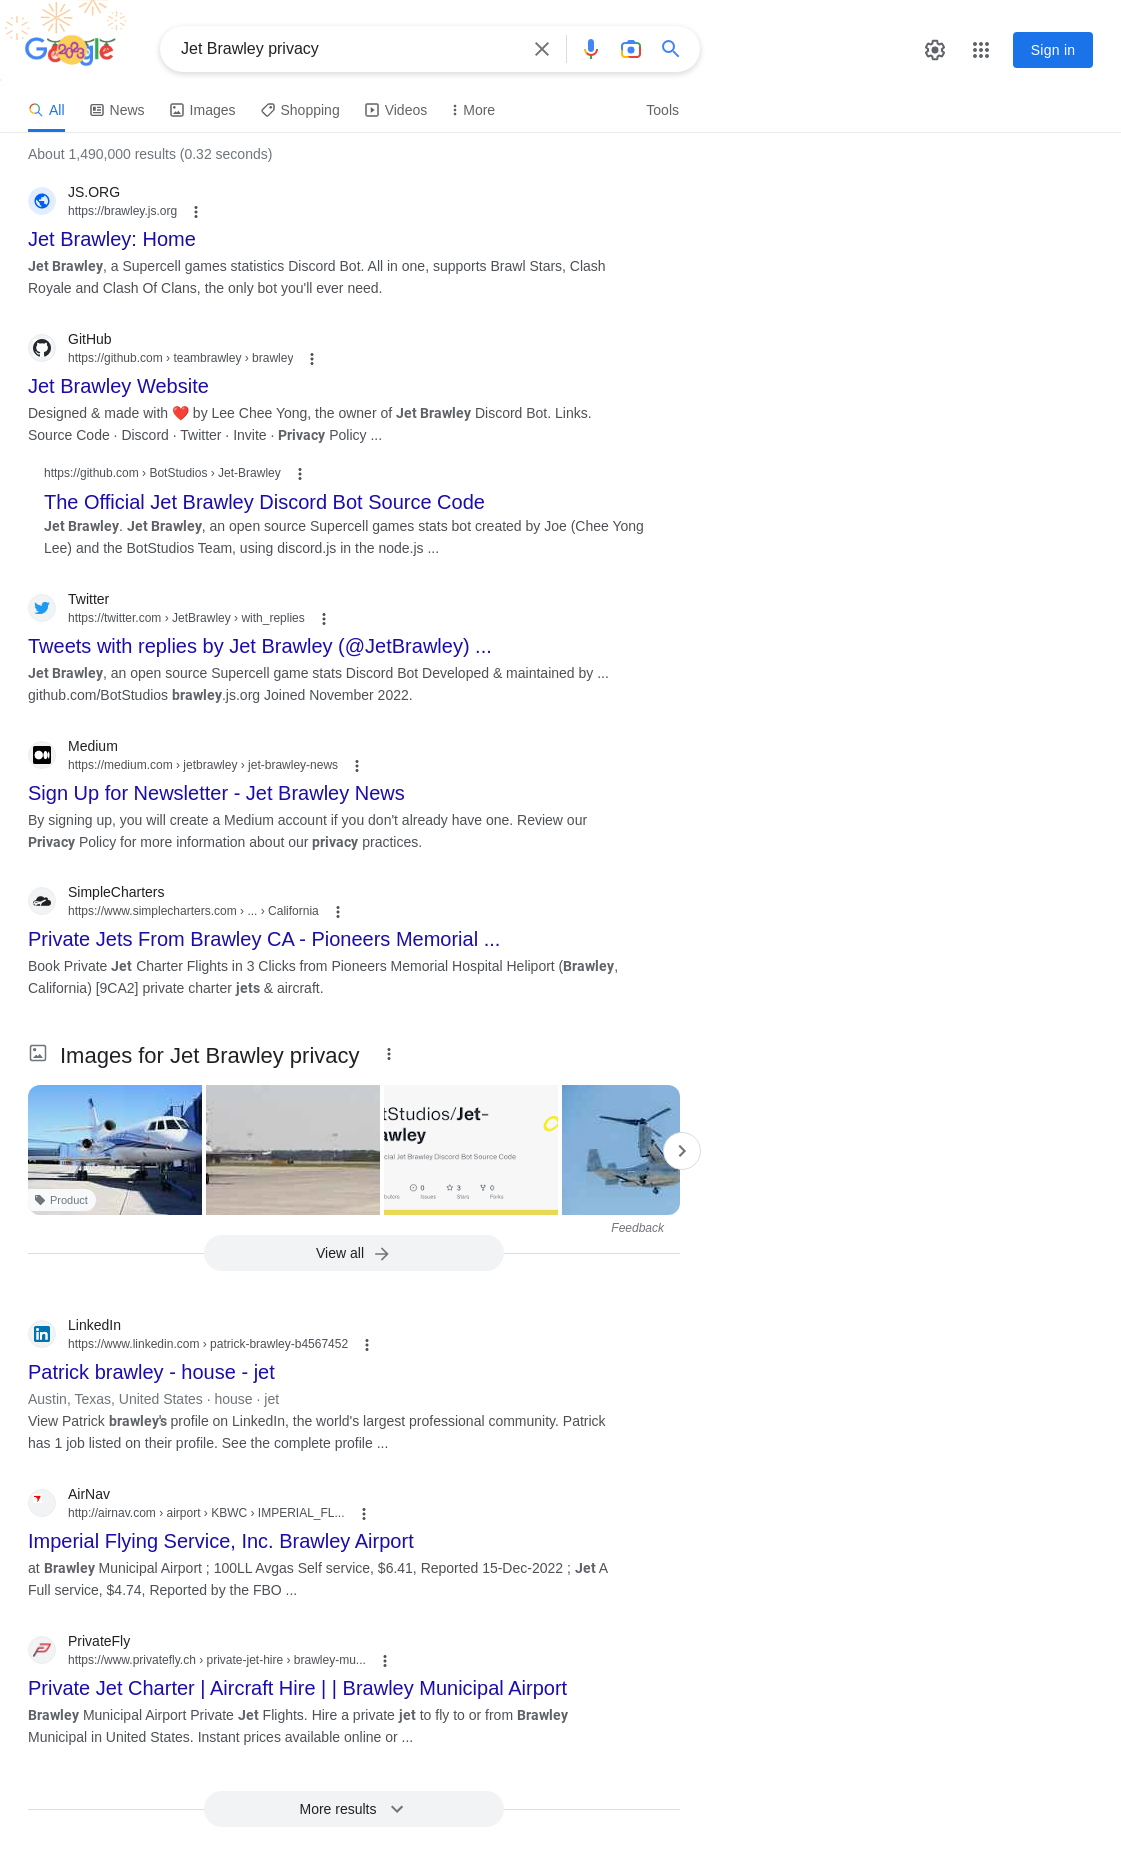 Google
2023
Jet Brawley privacy
Sign in
All
News
Images
Shopping
Videos
More
Tools
About 1,490,000 results (0.32 seconds)
JS.ORG
https://brawley.js.org
Jet Brawley: Home
Jet Brawley, a Supercell games statistics Discord Bot. All in one, supports Brawl Stars, Clash
Royale and Clash Of Clans, the only bot you'll ever need.
GitHub
https://github.com › teambrawley › brawley
Jet Brawley Website
Designed & made with ❤️ by Lee Chee Yong, the owner of Jet Brawley Discord Bot. Links.
Source Code · Discord · Twitter · Invite · Privacy Policy ...
https://github.com › BotStudios › Jet-Brawley
The Official Jet Brawley Discord Bot Source Code
Jet Brawley. Jet Brawley, an open source Supercell games stats bot created by Joe (Chee Yong
Lee) and the BotStudios Team, using discord.js in the node.js ...
Twitter
https://twitter.com › JetBrawley › with_replies
Tweets with replies by Jet Brawley (@JetBrawley) ...
Jet Brawley, an open source Supercell game stats Discord Bot Developed & maintained by ...
github.com/BotStudios brawley.js.org Joined November 2022.
Medium
https://medium.com › jetbrawley › jet-brawley-news
Sign Up for Newsletter - Jet Brawley News
By signing up, you will create a Medium account if you don't already have one. Review our
Privacy Policy for more information about our privacy practices.
SimpleCharters
https://www.simplecharters.com › ... › California
Private Jets From Brawley CA - Pioneers Memorial ...
Book Private Jet Charter Flights in 3 Clicks from Pioneers Memorial Hospital Heliport (Brawley,
California) [9CA2] private charter jets & aircraft.
Images for Jet Brawley privacy
tStudios/Jet-
awley
cial Jet Brawley Discord Bot Source Code
0
3
0
butors
Issues
Stars
Forks
Product
Feedback
View all
LinkedIn
https://www.linkedin.com › patrick-brawley-b4567452
Patrick brawley - house - jet
Austin, Texas, United States · house · jet
View Patrick brawley's profile on LinkedIn, the world's largest professional community. Patrick
has 1 job listed on their profile. See the complete profile ...
AirNav
http://airnav.com › airport › KBWC › IMPERIAL_FL...
Imperial Flying Service, Inc. Brawley Airport
at Brawley Municipal Airport ; 100LL Avgas Self service, $6.41, Reported 15-Dec-2022 ; Jet A
Full service, $4.74, Reported by the FBO ...
PrivateFly
https://www.privatefly.ch › private-jet-hire › brawley-mu...
Private Jet Charter | Aircraft Hire | | Brawley Municipal Airport
Brawley Municipal Airport Private Jet Flights. Hire a private jet to fly to or from Brawley
Municipal in United States. Instant prices available online or ...
More results